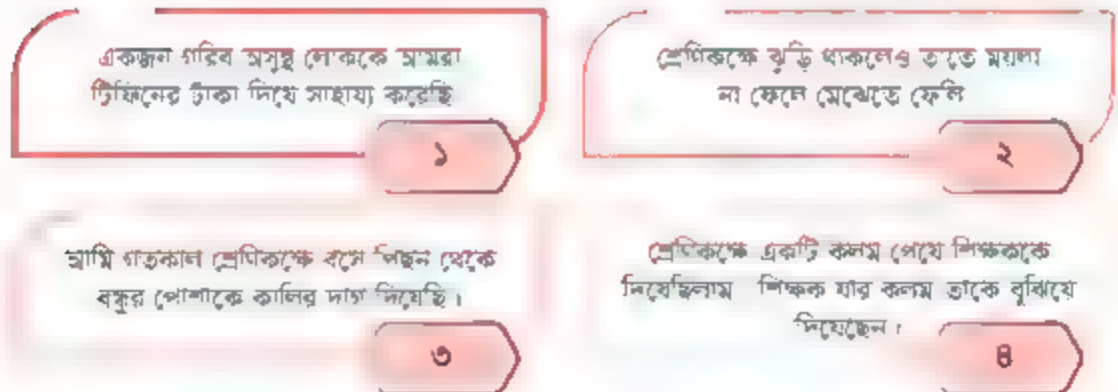 একজন গরিব অসুস্থ লোককে আমরা
টিফিনের টাকা দিয়ে সাহায্য করেছি
১
শ্রেণিকক্ষে ঝুড়ি থাকলেও তাতে ময়লা
না ফেলে মেঝেতে ফেলি
২
আমি গতকাল শ্রেণিকক্ষে বসে পিছন থেকে
বন্ধুর পোশাকে কালির দাগ দিয়েছি।
৩
শ্রেণিকক্ষে একটি কলম পেয়ে শিক্ষককে
দিয়েছিলাম শিক্ষক যার কলম তাকে বুঝিয়ে
দিয়েছেন।
৪